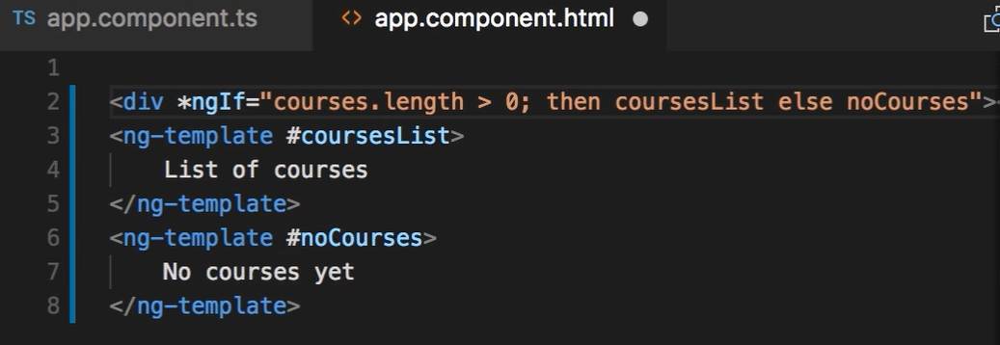 TS app.component.ts <> app.component.html
1
2 <div *ngIf="courses.length > 0; then coursesList else noCourses">
3 <ng-template #coursesList>
4 List of courses
5 </ng-template>
6 <ng-template #noCourses>
7 No courses yet
8 </ng-template>